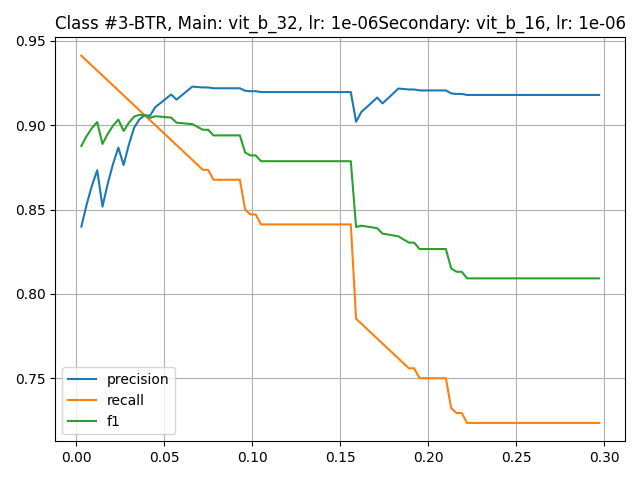 Class #3-BTR, Main: vit_b_32, lr: 1e-06Secondary: vit_b_16, lr: 1e-06
0.95
0.90
0.85
0.80
0.75
precision
recall
f1
0.00 0.05 0.10 0.15 0.20 0.25 0.30